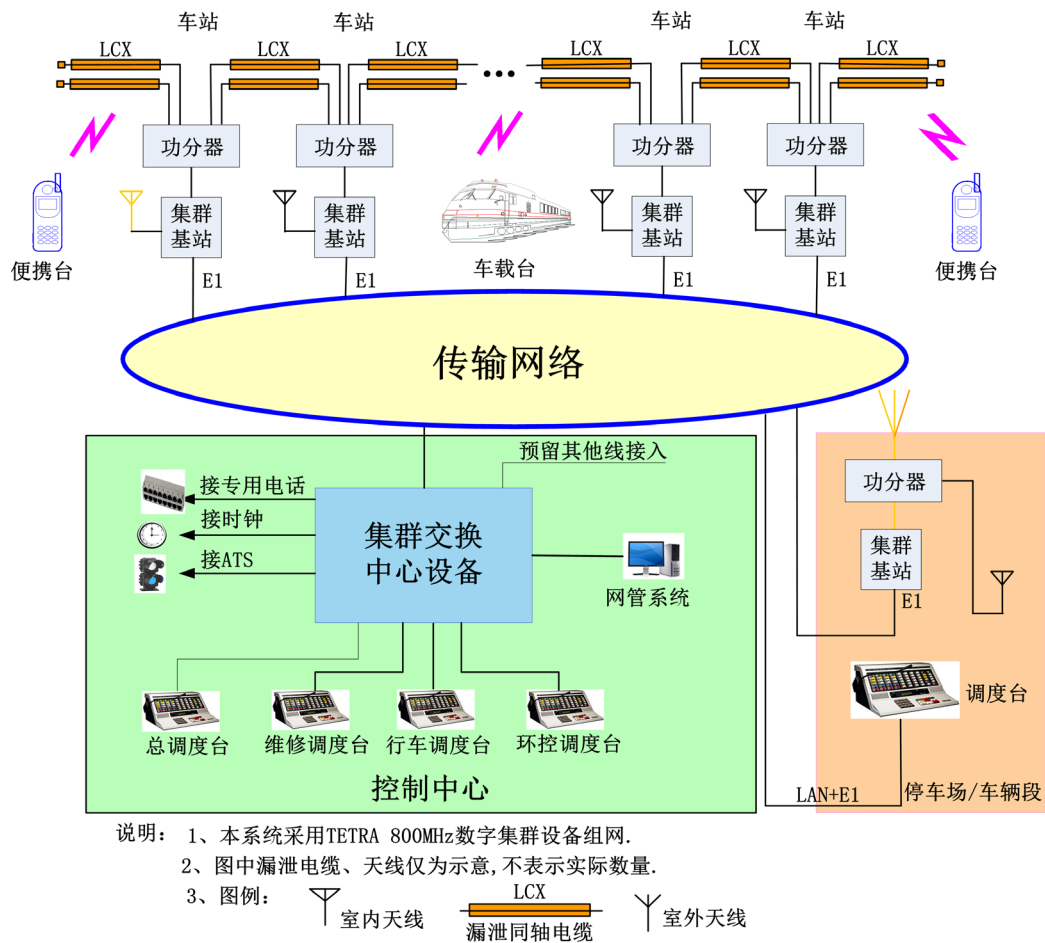 车站 车站 车站 车站
LCX LCX LCX LCX LCX LCX
功分器 功分器 功分器 功分器
集群基站 集群基站 集群基站 集群基站
便携台 车载台 便携台
E1 E1 E1 E1
传输网络
预留其他线接入
接专用电话
接时钟
接ATS
集群交换
中心设备
网管系统
总调度台 维修调度台 行车调度台 环控调度台
控制中心
功分器
集群
基站
E1
调度台
LAN+E1
停车场/车辆段
说明: 1、本系统采用TETRA 800MHz数字集群设备组网.
2、图中漏泄电缆、天线仅为示意,不表示实际数量.
3、图例:
室内天线
LCX
漏泄同轴电缆
室外天线